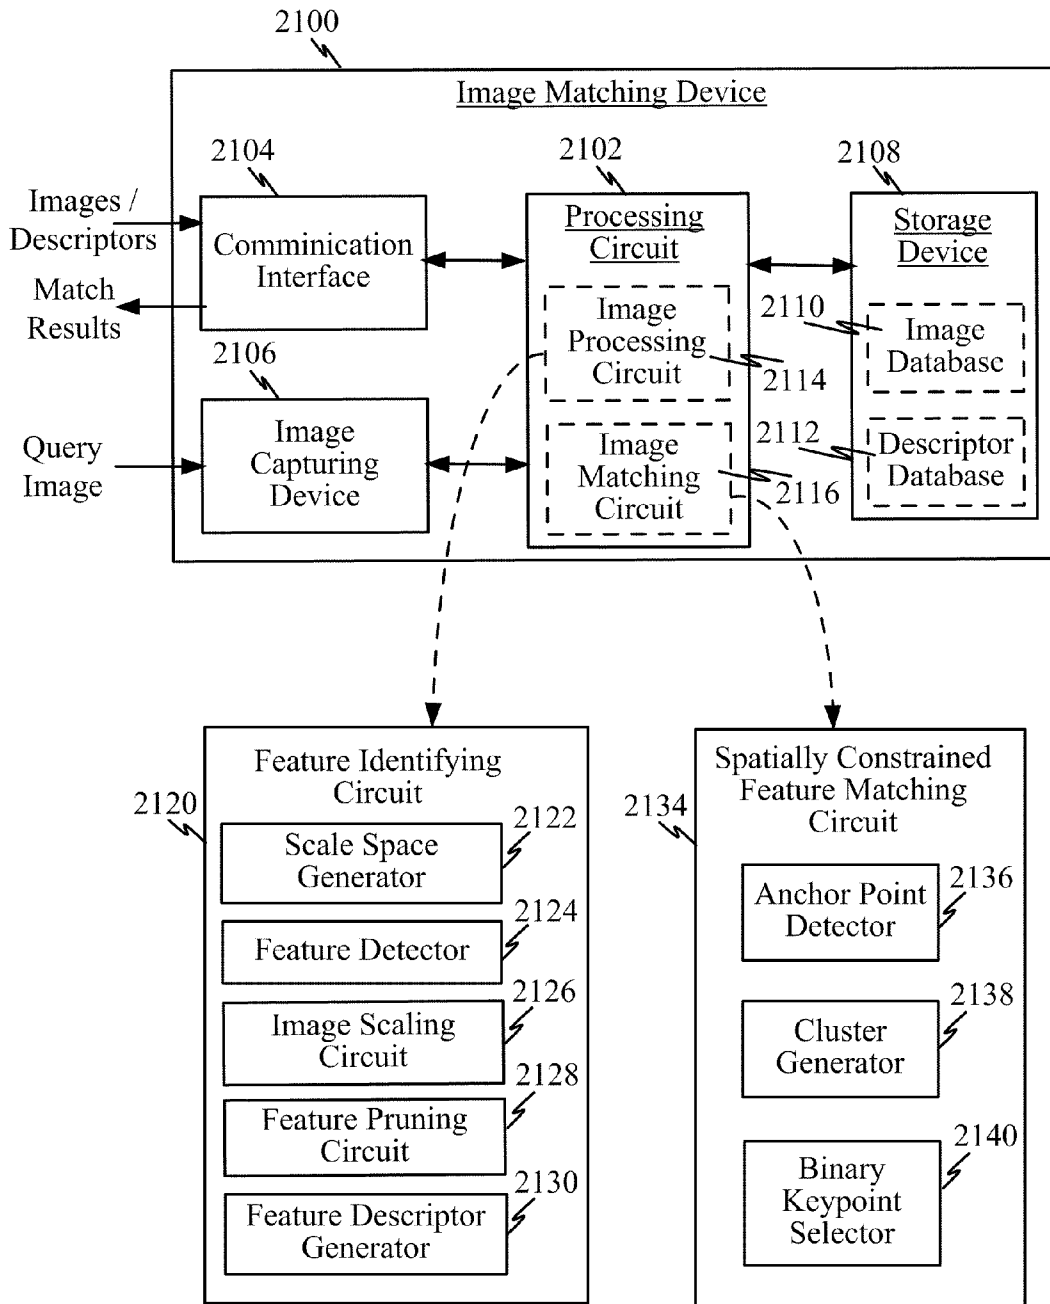 2100
Image Matching Device
2104
2102
2108
Images /
Descriptors
Match
Results
Comminication
Interface
Processing
Circuit
Storage
Device
Image
Processing
Circuit
2114
2110
Image
Database
2106
Query
Image
Image
Capturing
Device
Image
Matching
Circuit
2116
2112
Descriptor
Database
2120
Feature Identifying
Circuit
2122
Scale Space
Generator
2124
Feature Detector
2126
Image Scaling
Circuit
2128
Feature Pruning
Circuit
2130
Feature Descriptor
Generator
2134
Spatially Constrained
Feature Matching
Circuit
2136
Anchor Point
Detector
2138
Cluster
Generator
2140
Binary
Keypoint
Selector